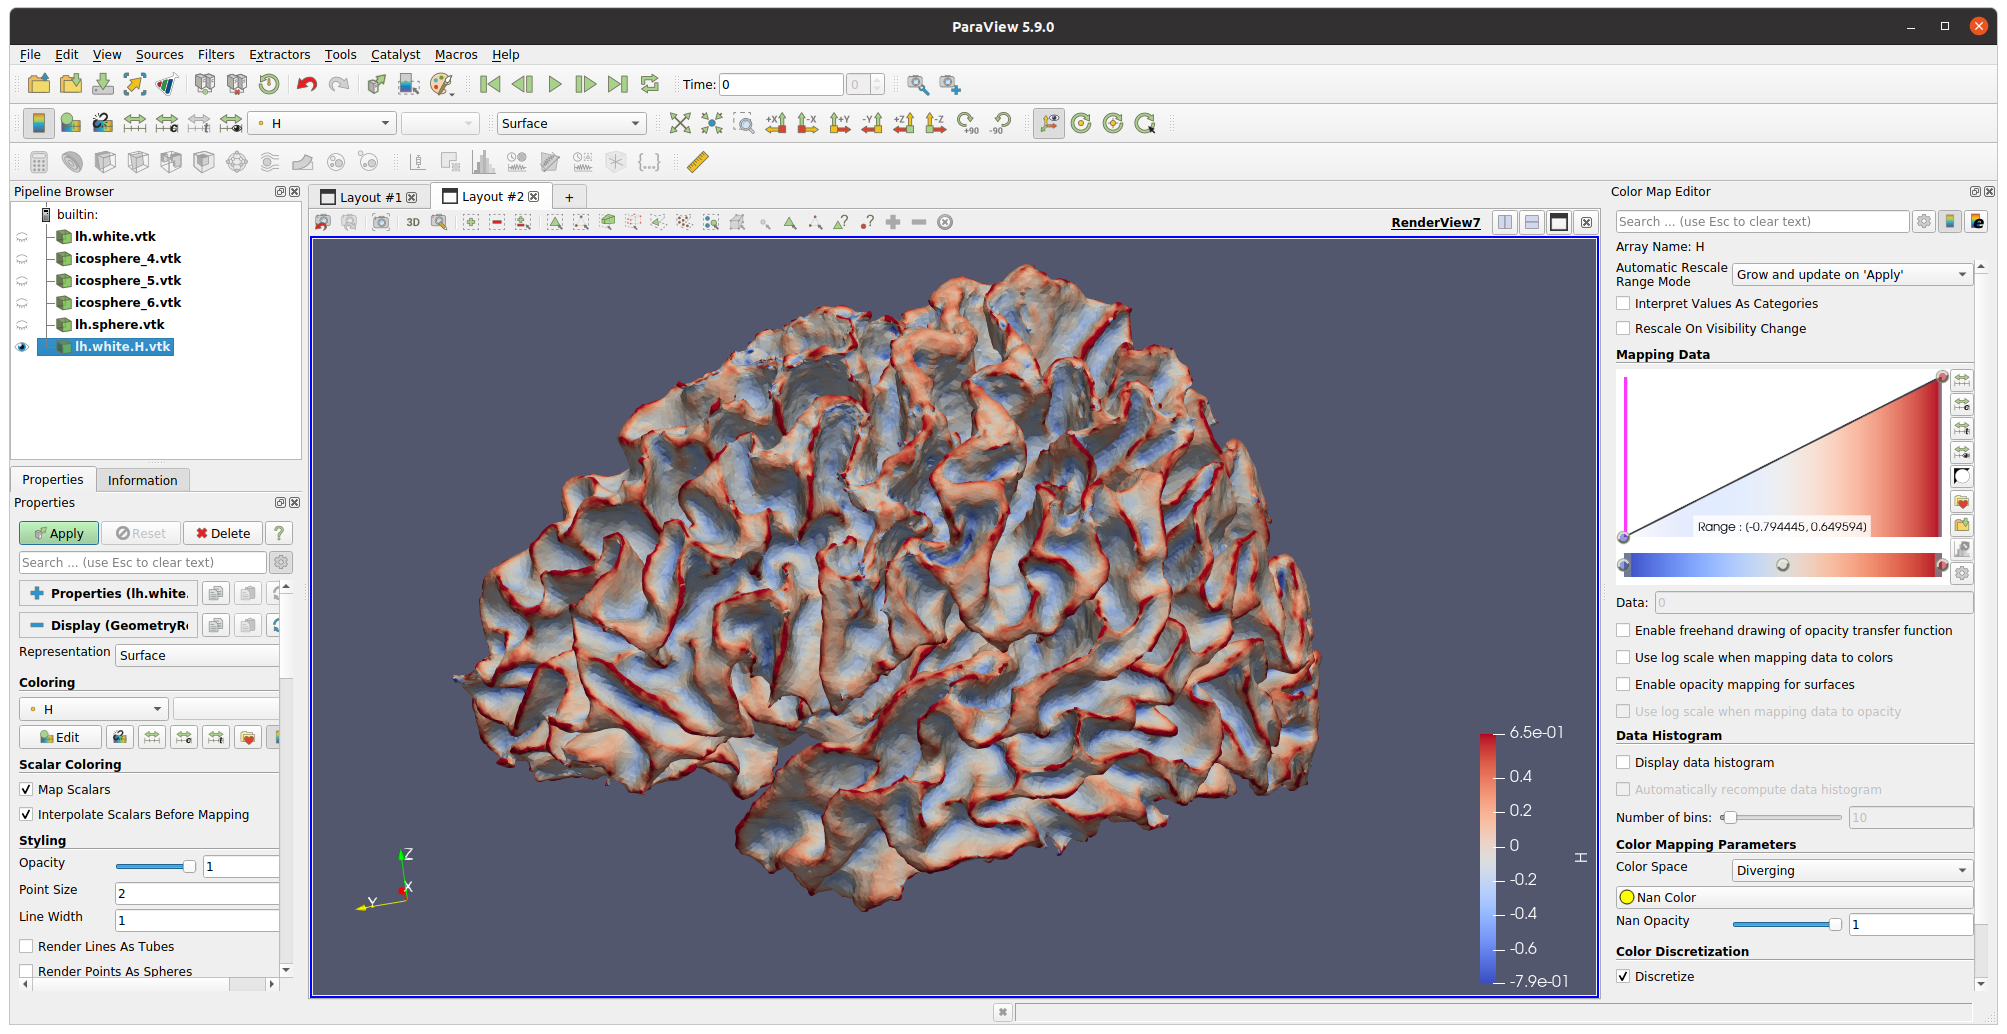 ParaView 5.9.0
File Edit View Sources Filters Extractors Tools Catalyst Macros Help
Time: 0 0
H Surface +X -X +Y -Y +Z -Z +90 -90
Pipeline Browser
builtin:
lh.white.vtk
icosphere_4.vtk
icosphere_5.vtk
icosphere_6.vtk
lh.sphere.vtk
lh.white.H.vtk
Properties Information
Properties
Apply Reset Delete ?
Search ... (use Esc to clear text)
Properties (lh.white.
Display (GeometryRe
Representation Surface
Coloring
H
Edit
Scalar Coloring
Map Scalars
Interpolate Scalars Before Mapping
Styling
Opacity 1
Point Size 2
Line Width 1
Render Lines As Tubes
Render Points As Spheres
Layout #1 Layout #2 +
3D RenderView7
6.5e-01
0.4
0.2
0
-0.2
-0.4
-0.6
-7.9e-01
H
Z
X
Y
Color Map Editor
Search ... (use Esc to clear text)
Array Name: H
Automatic Rescale
Range Mode Grow and update on 'Apply'
Interpret Values As Categories
Rescale On Visibility Change
Mapping Data
Range : (-0.794445, 0.649594)
Data: 0
Enable freehand drawing of opacity transfer function
Use log scale when mapping data to colors
Enable opacity mapping for surfaces
Use log scale when mapping data to opacity
Data Histogram
Display data histogram
Automatically recompute data histogram
Number of bins: 10
Color Mapping Parameters
Color Space Diverging
Nan Color
Nan Opacity 1
Color Discretization
Discretize